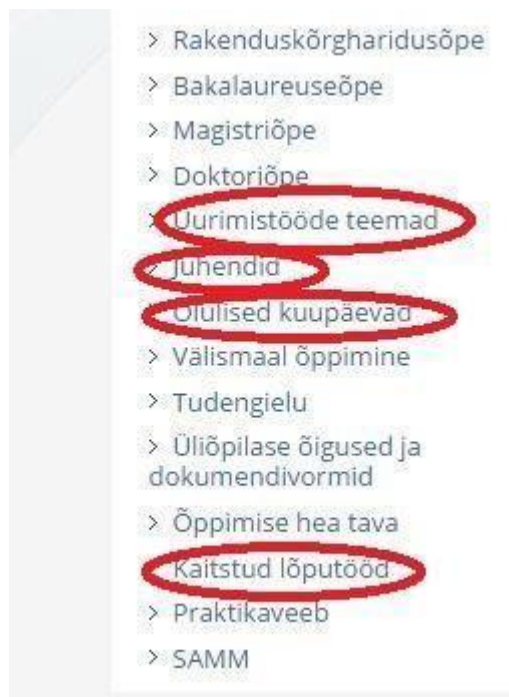 > Rakenduskõrgharidusõpe
> Bakalaureuseõpe
> Magistriõpe
> Doktoriõpe
> Uurimistööde teemad
> Juhendid
Olulised kuupäevad
> Välismaal õppimine
> Tudengielu
> Üliõpilase õigused ja
dokumendivormid
> Õppimise hea tava
Kaitstud lõputööd
> Praktikaveeb
> SAMM